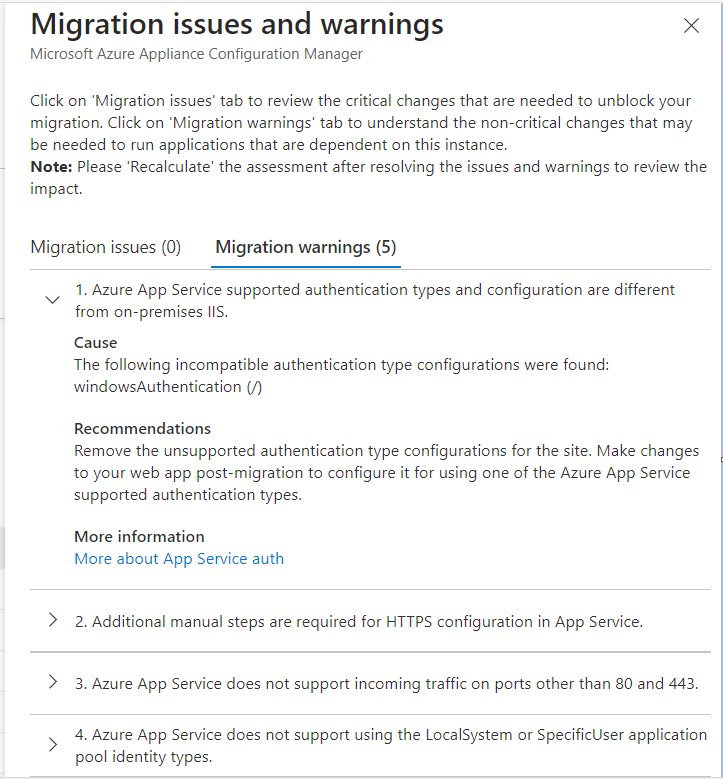 Migration issues and warnings
Microsoft Azure Appliance Configuration Manager
Click on 'Migration issues' tab to review the critical changes that are needed to unblock your
migration. Click on 'Migration warnings' tab to understand the non-critical changes that may
be needed to run applications that are dependent on this instance.
Note: Please 'Recalculate' the assessment after resolving the issues and warnings to review the
impact.
Migration issues (0) Migration warnings (5)
1. Azure App Service supported authentication types and configuration are different
from on-premises IIS.
Cause
The following incompatible authentication type configurations were found:
windowsAuthentication (/)
Recommendations
Remove the unsupported authentication type configurations for the site. Make changes
to your web app post-migration to configure it for using one of the Azure App Service
supported authentication types.
More information
More about App Service auth
2. Additional manual steps are required for HTTPS configuration in App Service.
3. Azure App Service does not support incoming traffic on ports other than 80 and 443.
4. Azure App Service does not support using the LocalSystem or SpecificUser application
pool identity types.